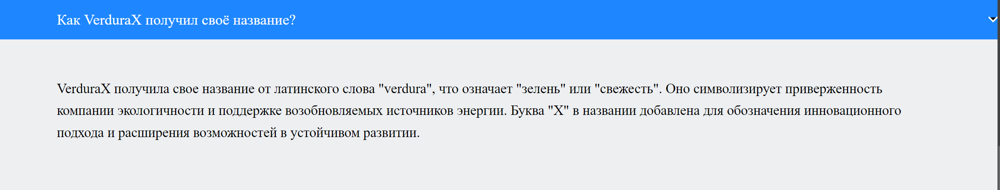 Как VerduraX получил своё название?
VerduraX получила свое название от латинского слова "verdura", что означает "зелень" или "свежесть". Оно символизирует приверженность
компании экологичности и поддержке возобновляемых источников энергии. Буква "X" в названии добавлена для обозначения инновационного
подхода и расширения возможностей в устойчивом развитии.